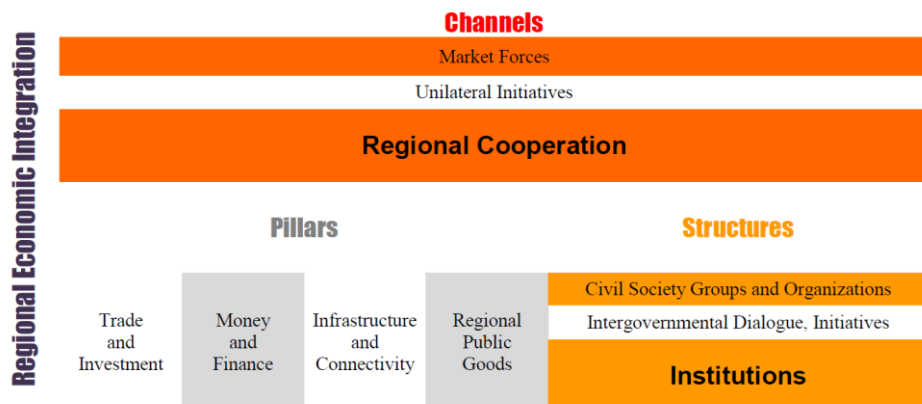 Regional Economic Integration
Channels
Market Forces
Unilateral Initiatives
Regional Cooperation
Pillars
Structures
Trade
and
Investment
Money
and
Finance
Infrastructure
and
Connectivity
Regional
Public
Goods
Civil Society Groups and Organizations
Intergovernmental Dialogue, Initiatives
Institutions